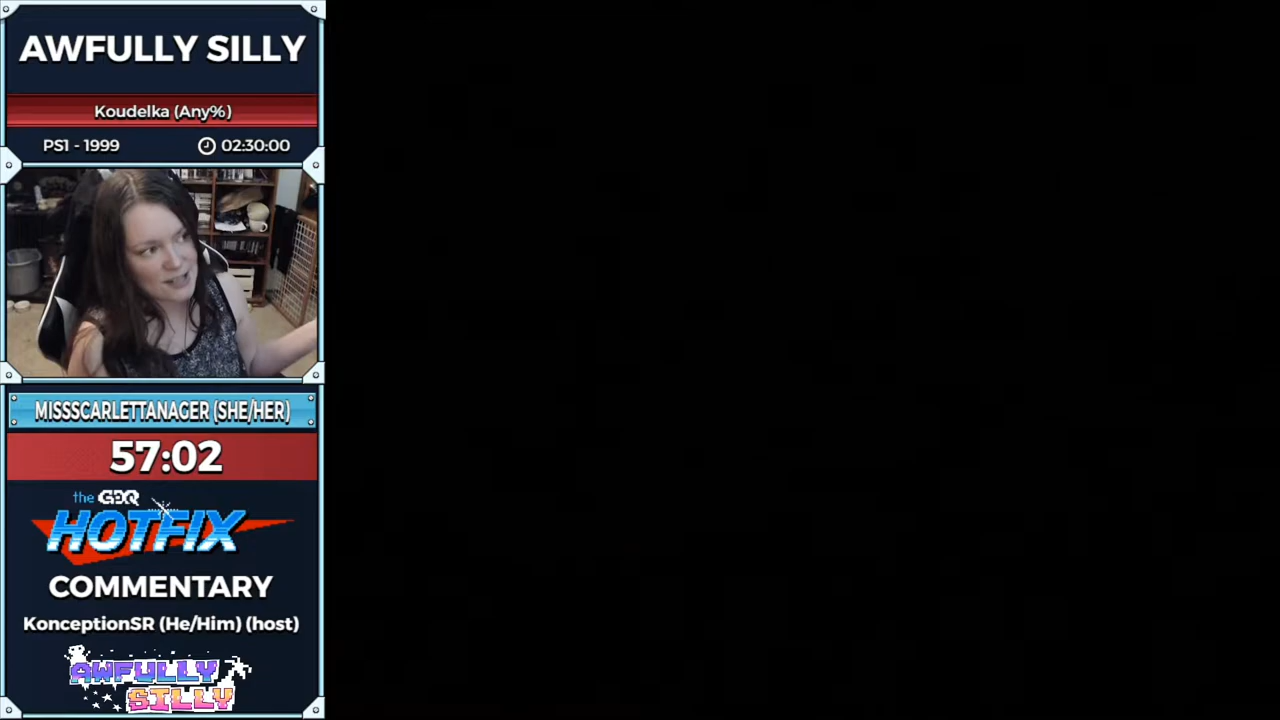 AWFULLY SILLY
Koudelka (Any%)
PS1 - 1999 02:30:00
MISSSCARLETTANAGER (SHE/HER)
57:02
the GDQ
HOTFIX
COMMENTARY
KonceptionSR (He/Him) (host)
AWFULLY
SILLY